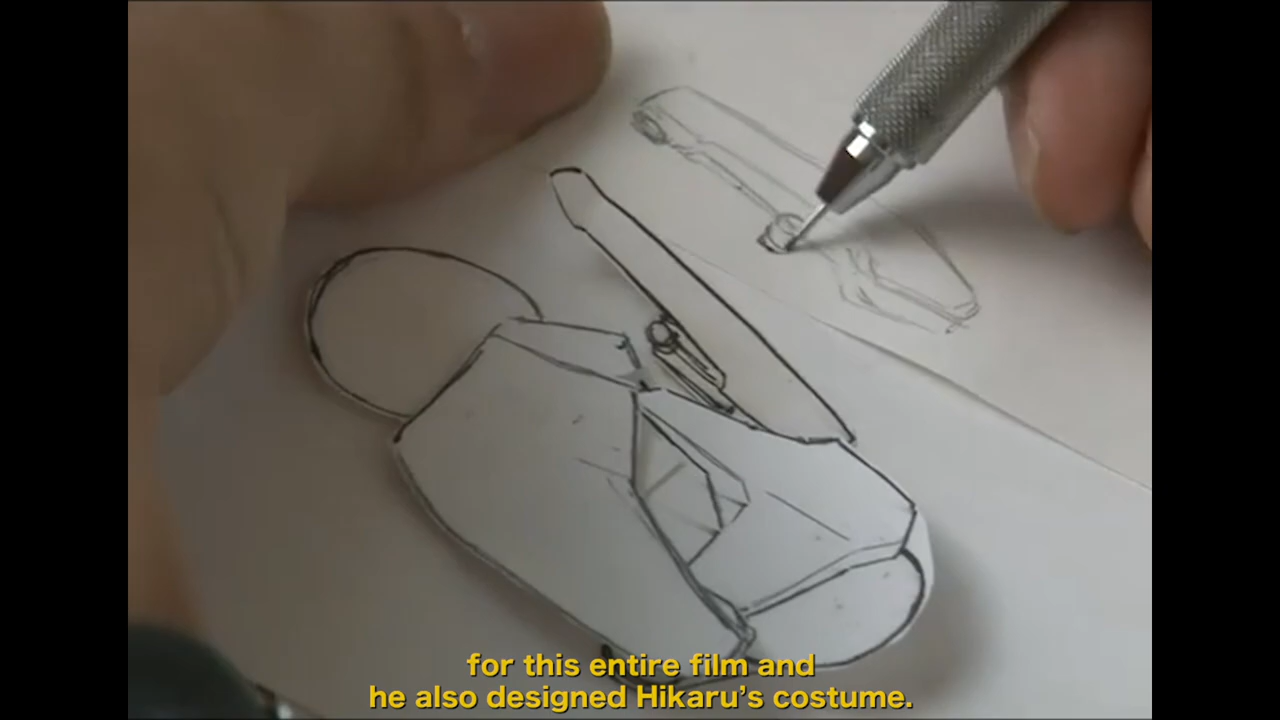 for this entire film and
he also designed Hikaru’s costume.